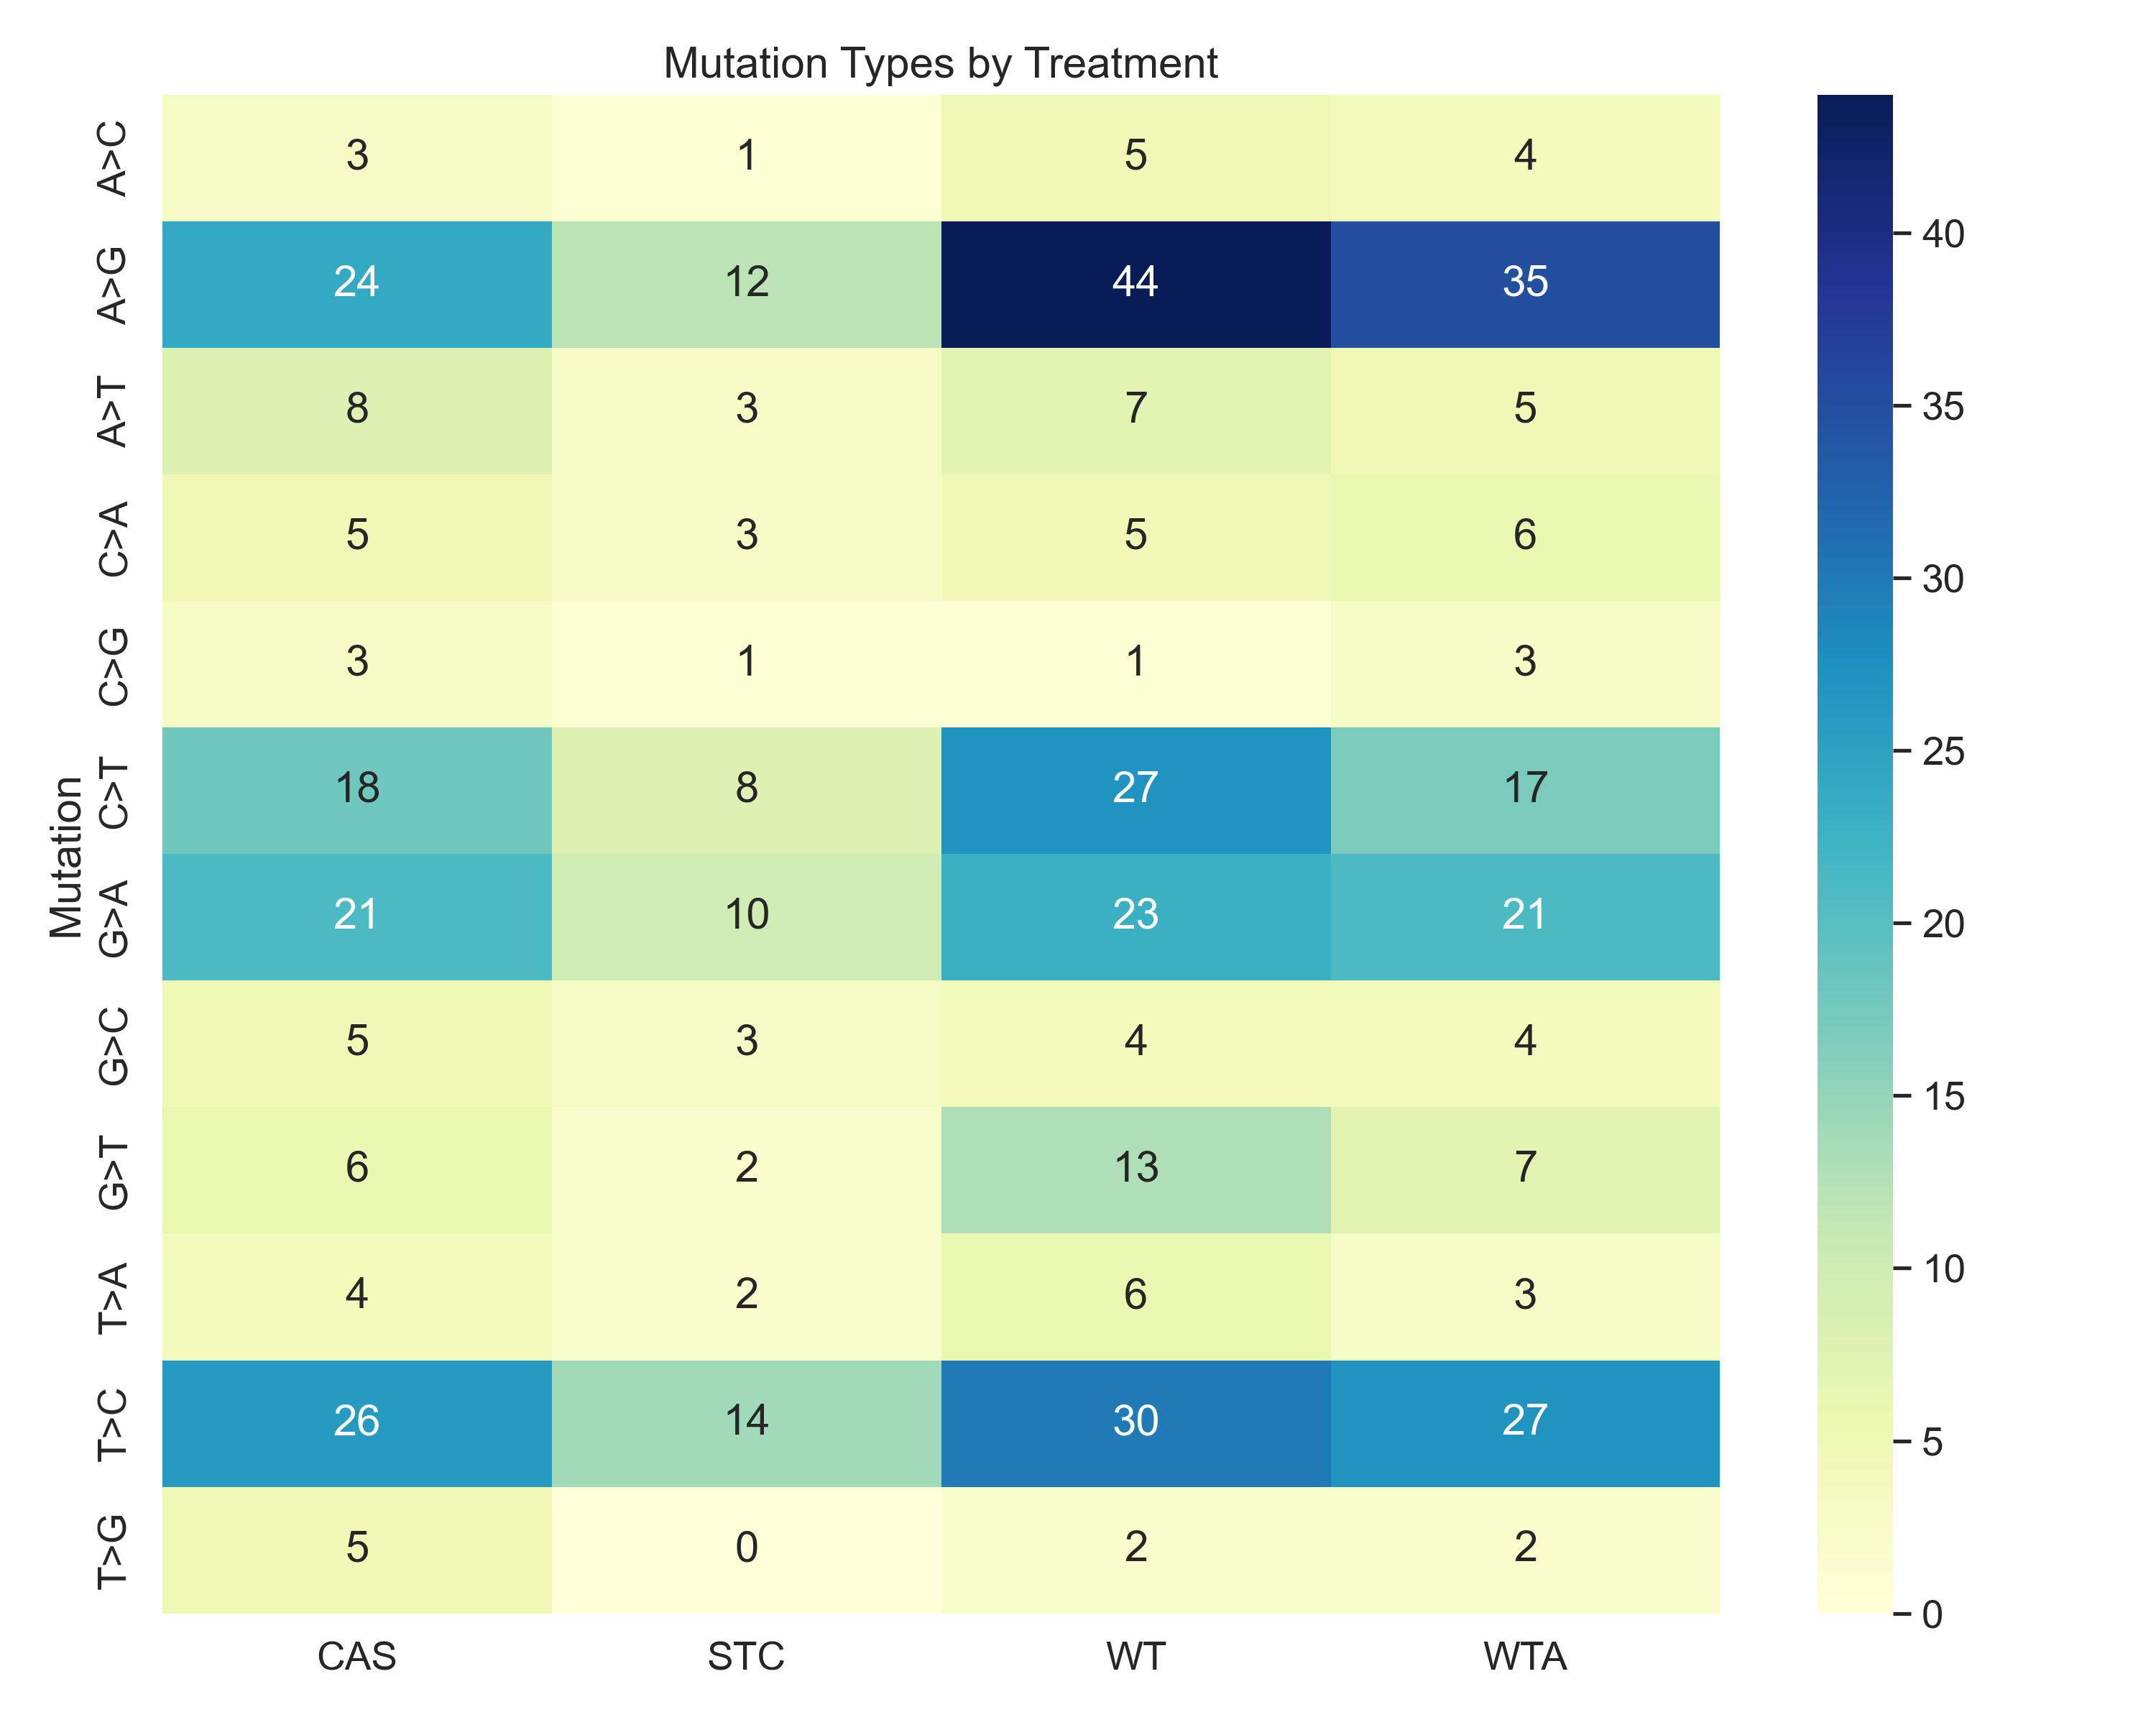 Mutation Types by Treatment
Mutation
A>C 3 1 5 4
A>G 24 12 44 35
A>T 8 3 7 5
C>A 5 3 5 6
C>G 3 1 1 3
C>T 18 8 27 17
G>A 21 10 23 21
G>C 5 3 4 4
G>T 6 2 13 7
T>A 4 2 6 3
T>C 26 14 30 27
T>G 5 0 2 2
CAS STC WT WTA
40
35
30
25
20
15
10
5
0